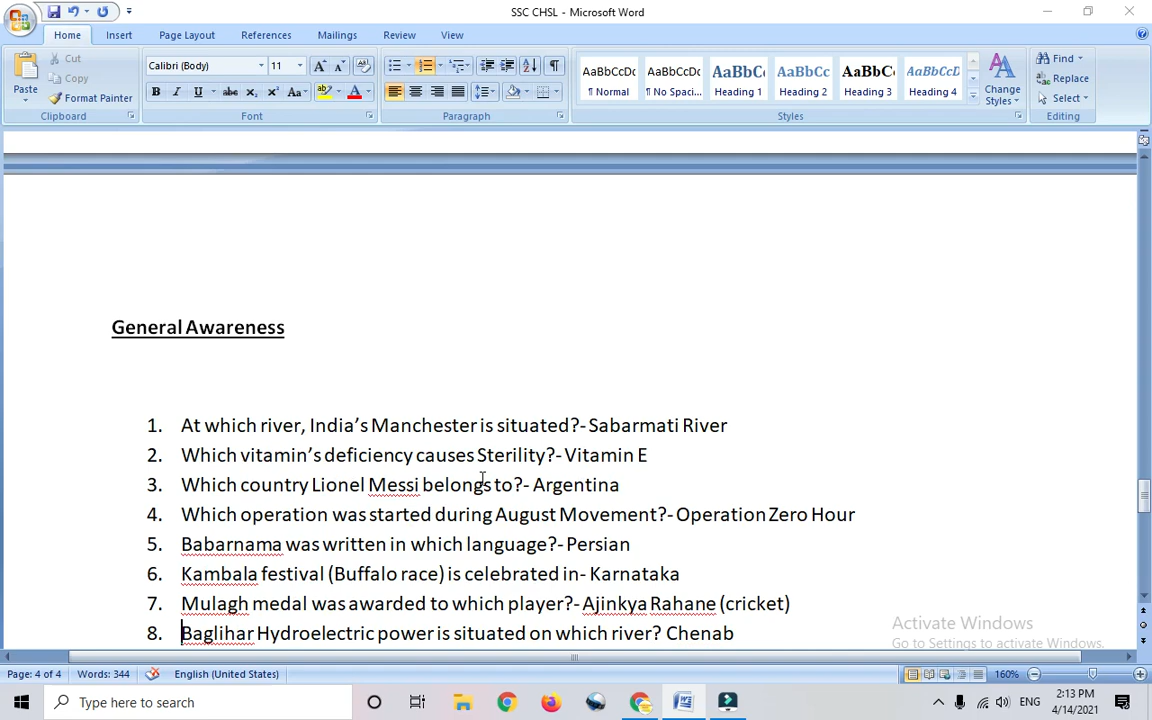 SSC CHSL - Microsoft Word
Home Insert Page Layout References Mailings Review View
Cut
Copy
Format Painter
Paste
Clipboard
Calibri (Body) 11
Font
Paragraph
AaBbCcDc AaBbCcDc AaBbC AaBbCc AaBbC AaBbCcD
¶ Normal ¶ No Spaci... Heading 1 Heading 2 Heading 3 Heading 4
Change Styles
Styles
Find
Replace
Select
Editing
General Awareness
1. At which river, India’s Manchester is situated?- Sabarmati River
2. Which vitamin’s deficiency causes Sterility?- Vitamin E
3. Which country Lionel Messi belongs to?- Argentina
4. Which operation was started during August Movement?- Operation Zero Hour
5. Babarnama was written in which language?- Persian
6. Kambala festival (Buffalo race) is celebrated in- Karnataka
7. Mulagh medal was awarded to which player?- Ajinkya Rahane (cricket)
8. Baglihar Hydroelectric power is situated on which river? Chenab
Activate Windows
Go to Settings to activate Windows.
Page: 4 of 4 Words: 344 English (United States) 160%
Type here to search
ENG
2:13 PM
4/14/2021